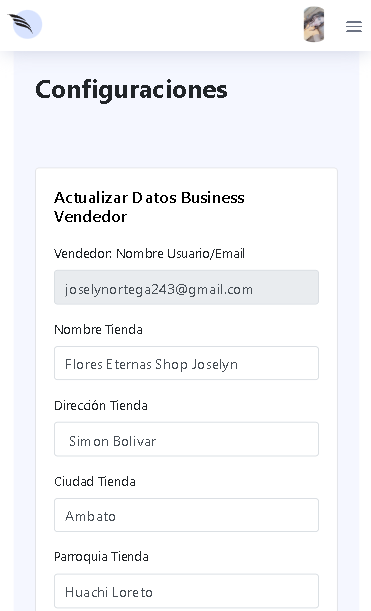 Configuraciones
Actualizar Datos Business
Vendedor
Vendedor: Nombre Usuario/Email
joselynortega243@gmail.com
Nombre Tienda
Flores Eternas Shop Joselyn
Dirección Tienda
Simon Bolivar
Ciudad Tienda
Ambato
Parroquia Tienda
Huachi Loreto